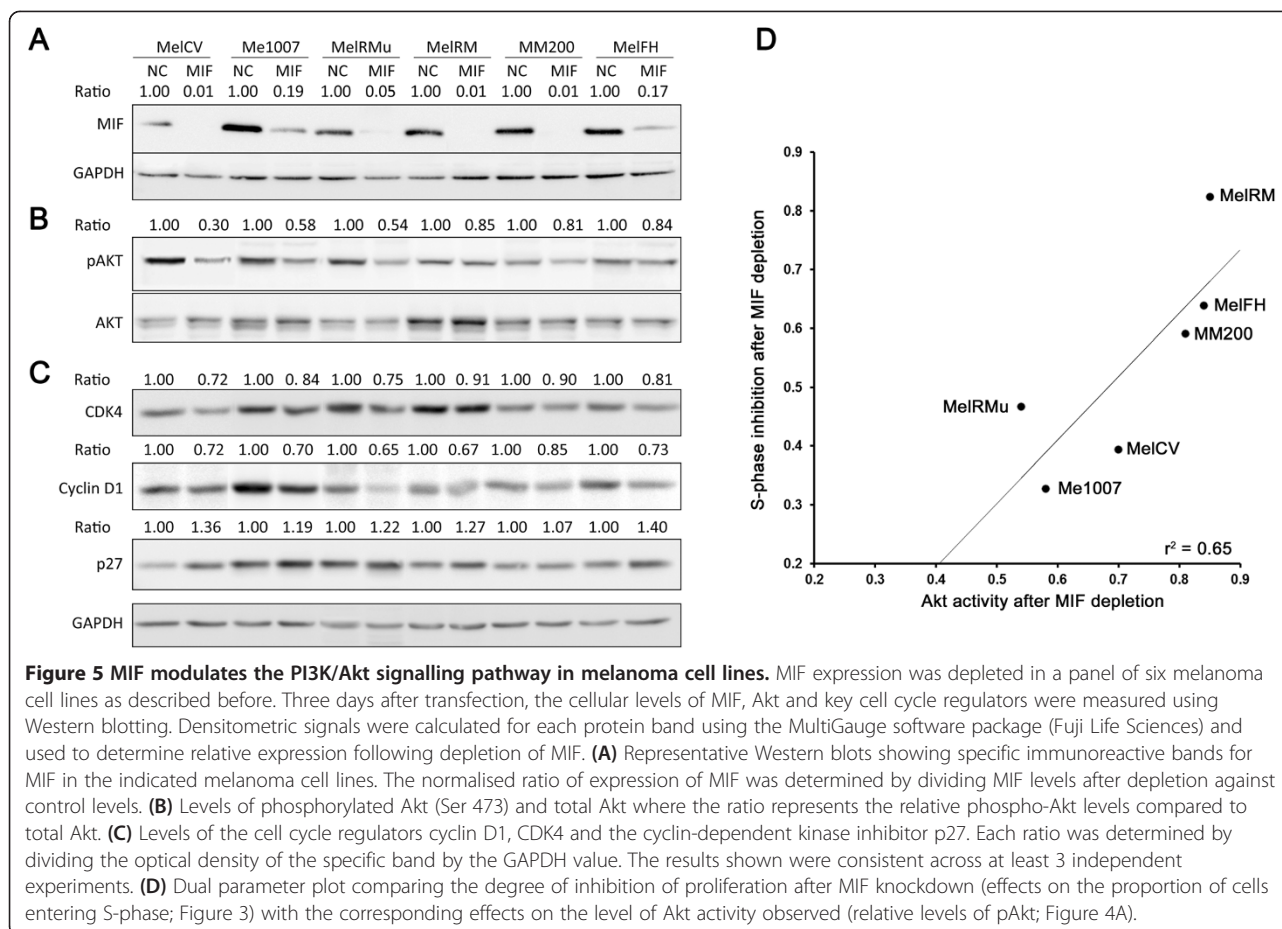 A
MelCV Me1007 MelRMu MelRM MM200 MelFH
NC MIF NC MIF NC MIF NC MIF NC MIF NC MIF
Ratio 1.00 0.01 1.00 0.19 1.00 0.05 1.00 0.01 1.00 0.01 1.00 0.17
MIF
GAPDH
B
Ratio 1.00 0.30 1.00 0.58 1.00 0.54 1.00 0.85 1.00 0.81 1.00 0.84
pAKT
AKT
C
Ratio 1.00 0.72 1.00 0. 84 1.00 0.75 1.00 0. 91 1.00 0. 90 1.00 0.81
CDK4
Ratio 1.00 0.72 1.00 0.70 1.00 0.65 1.00 0.67 1.00 0.85 1.00 0.73
Cyclin D1
Ratio 1.00 1.36 1.00 1.19 1.00 1.22 1.00 1.27 1.00 1.07 1.00 1.40
p27
GAPDH
D
S-phase inhibition after MIF depletion
0.9
0.8
0.7
0.6
0.5
0.4
0.3
0.2
MelRM
MelFH
MM200
MelRMu
MelCV
Me1007
r² = 0.65
0.2 0.3 0.4 0.5 0.6 0.7 0.8 0.9
Akt activity after MIF depletion
Figure 5 MIF modulates the PI3K/Akt signalling pathway in melanoma cell lines. MIF expression was depleted in a panel of six melanoma
cell lines as described before. Three days after transfection, the cellular levels of MIF, Akt and key cell cycle regulators were measured using
Western blotting. Densitometric signals were calculated for each protein band using the MultiGauge software package (Fuji Life Sciences) and
used to determine relative expression following depletion of MIF. (A) Representative Western blots showing specific immunoreactive bands for
MIF in the indicated melanoma cell lines. The normalised ratio of expression of MIF was determined by dividing MIF levels after depletion against
control levels. (B) Levels of phosphorylated Akt (Ser 473) and total Akt where the ratio represents the relative phospho-Akt levels compared to
total Akt. (C) Levels of the cell cycle regulators cyclin D1, CDK4 and the cyclin-dependent kinase inhibitor p27. Each ratio was determined by
dividing the optical density of the specific band by the GAPDH value. The results shown were consistent across at least 3 independent
experiments. (D) Dual parameter plot comparing the degree of inhibition of proliferation after MIF knockdown (effects on the proportion of cells
entering S-phase; Figure 3) with the corresponding effects on the level of Akt activity observed (relative levels of pAkt; Figure 4A).